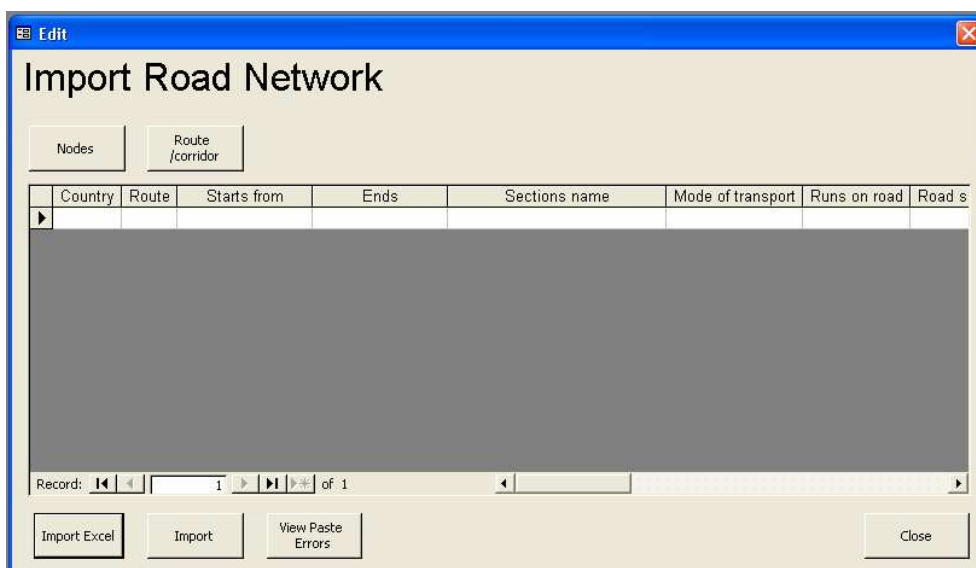 Edit
Import Road Network
Nodes
Route
/corridor
Country Route Starts from Ends Sections name Mode of transport Runs on road Road s
Record: 1 of 1
Import Excel
Import
View Paste
Errors
Close